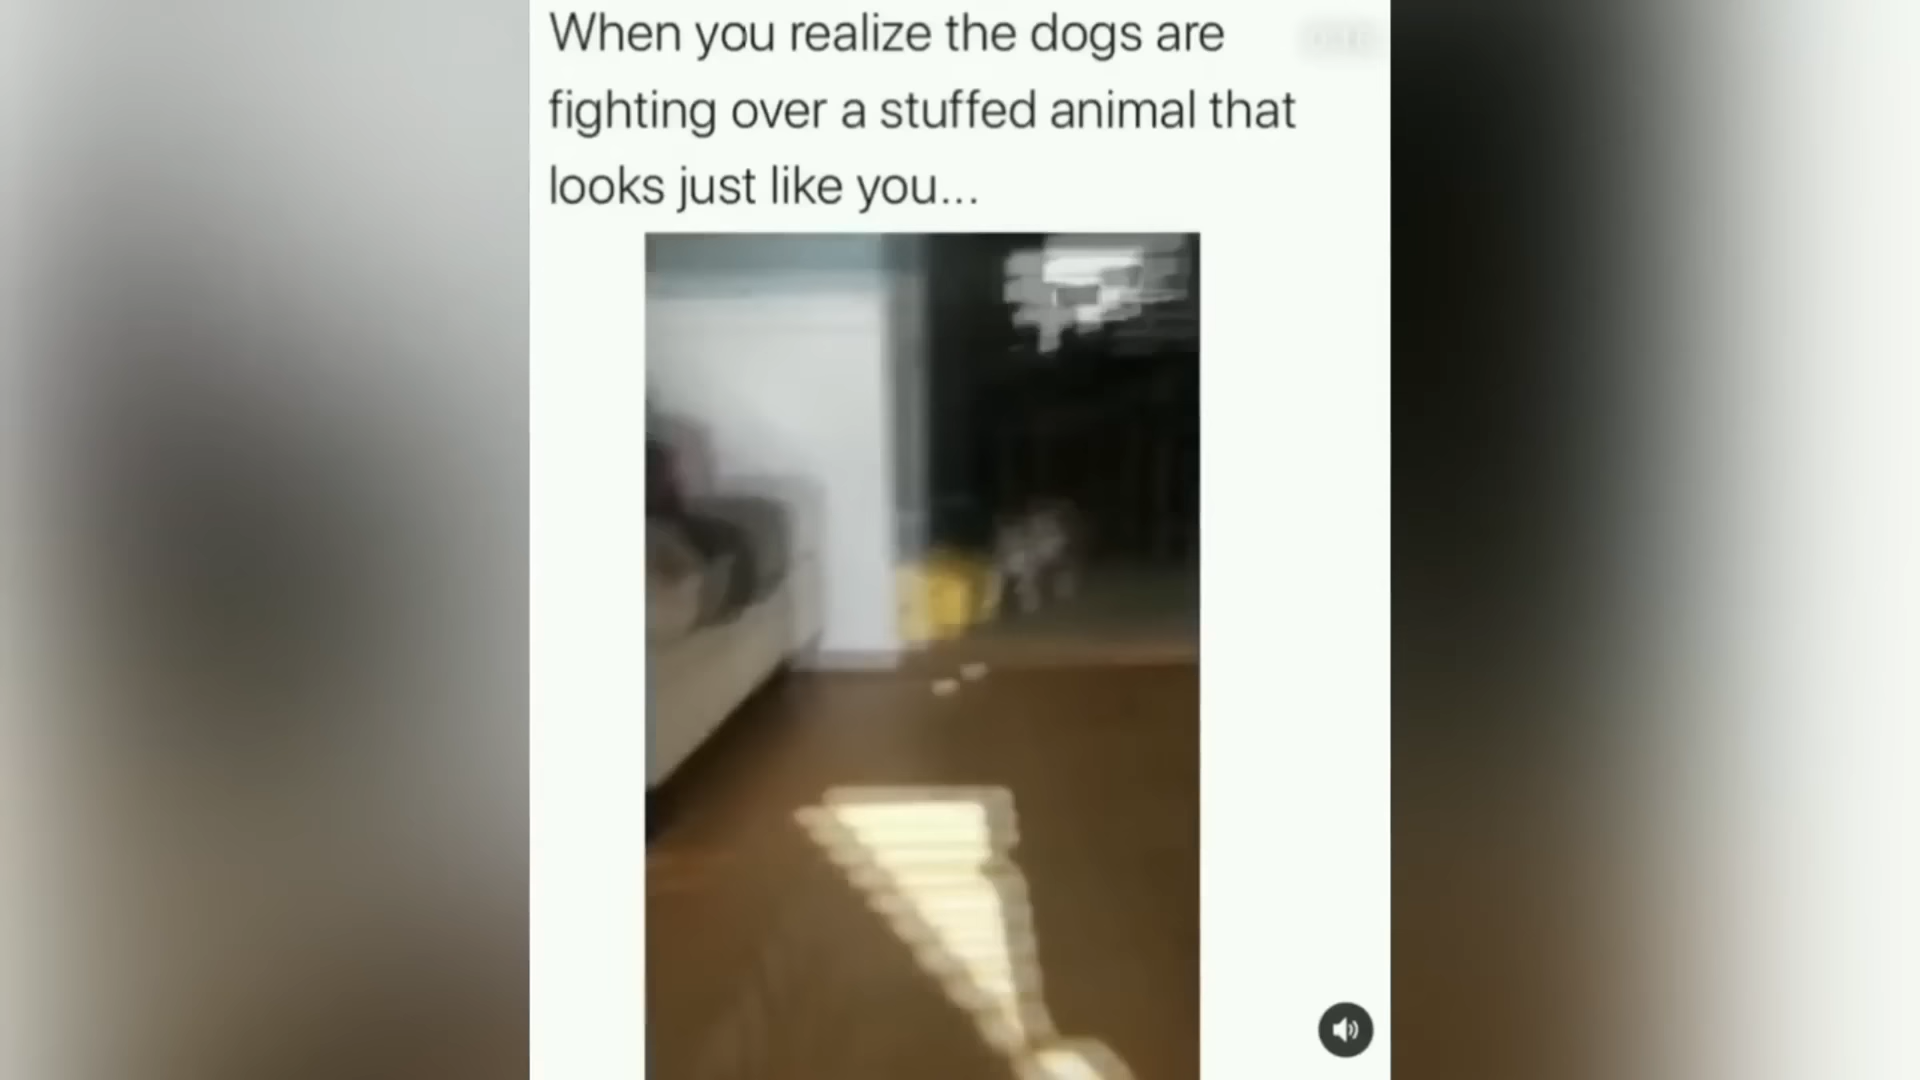 When you realize the dogs are
fighting over a stuffed animal that
looks just like you...